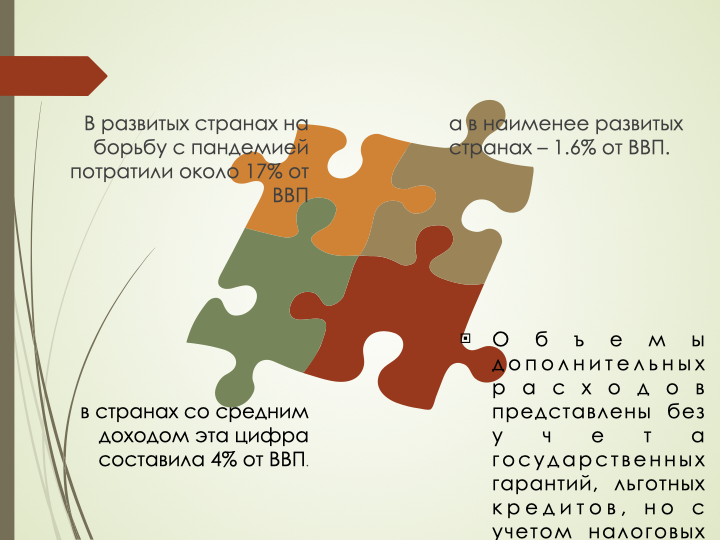 В развитых странах на
борьбу с пандемией
потратили около 17% от
ВВП
а в наименее развитых
странах – 1.6% от ВВП.
в странах со средним
доходом эта цифра
составила 4% от ВВП.
Объемы
дополнительных
расходов
представлены без
учета
государственных
гарантий, льготных
кредитов, но с
учетом налоговых